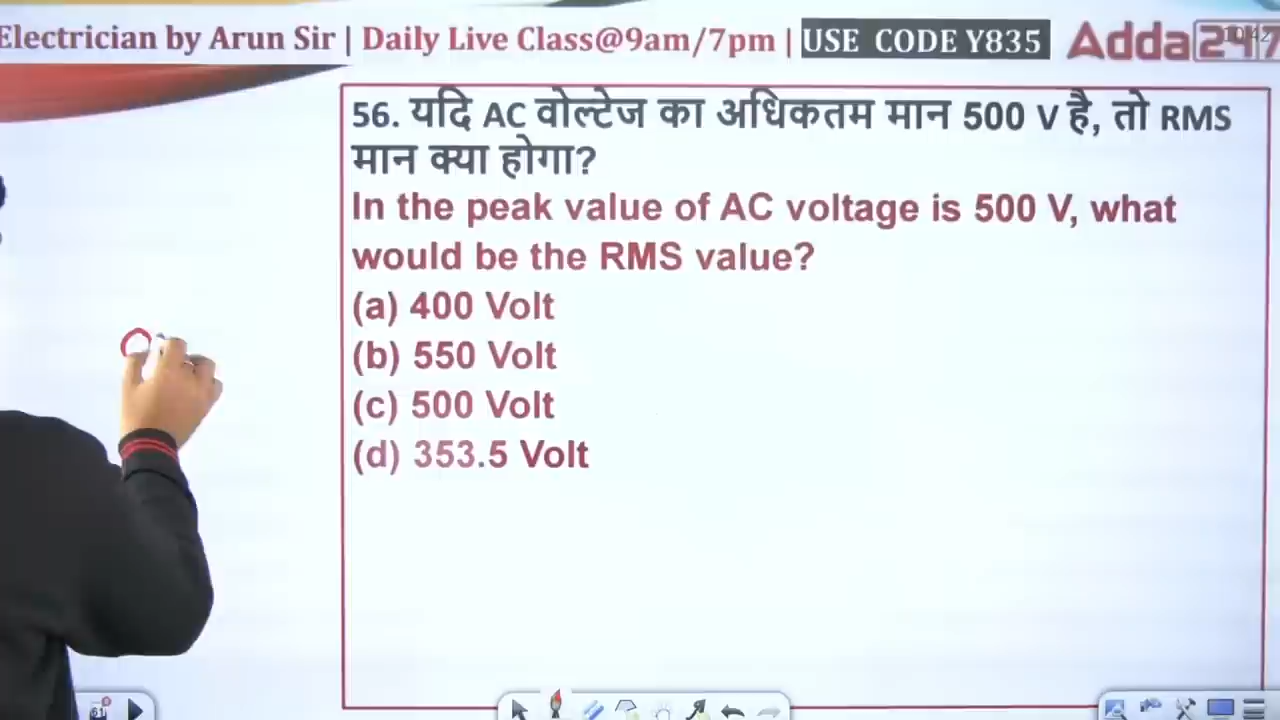 Electrician by Arun Sir | Daily Live Class@9am/7pm | USE CODE Y835 Adda247
56. यदि AC वोल्टेज का अधिकतम मान 500 V है, तो RMS
मान क्या होगा?
In the peak value of AC voltage is 500 V, what
would be the RMS value?
(a) 400 Volt
(b) 550 Volt
(c) 500 Volt
(d) 353.5 Volt
61